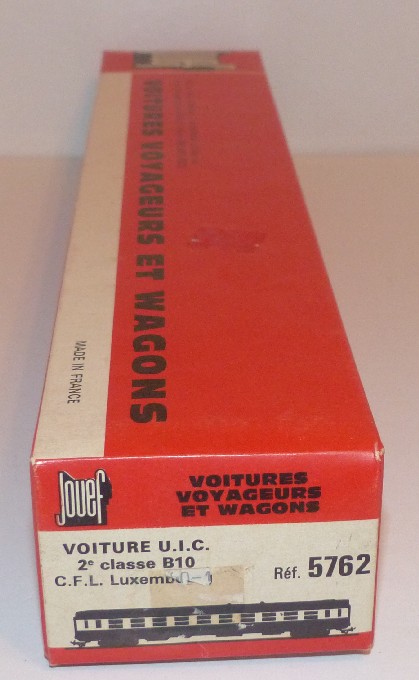 VOITURES VOYAGEURS ET WAGONS
MADE IN FRANCE
Jouef
VOITURES
VOYAGEURS
ET WAGONS
VOITURE U.I.C.
2e classe B10
C.F.L.
Réf. 5762